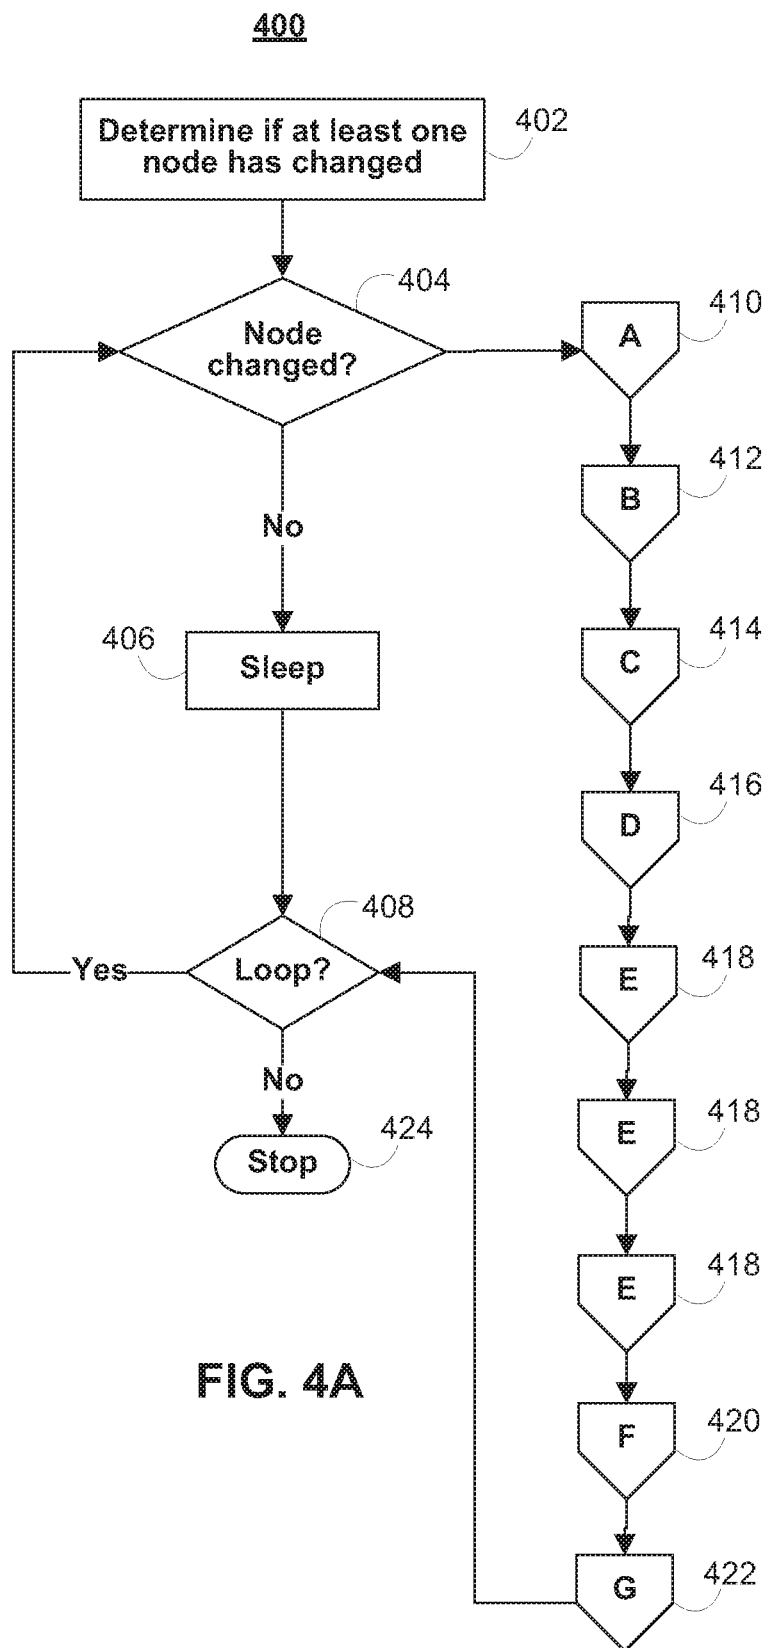 400
Determine if at least one
node has changed
402
404
Node
changed?
410
A
412
B
No
414
C
406
Sleep
416
D
408
Yes
Loop?
418
E
No
424
Stop
418
E
418
E
FIG. 4A
420
F
422
G